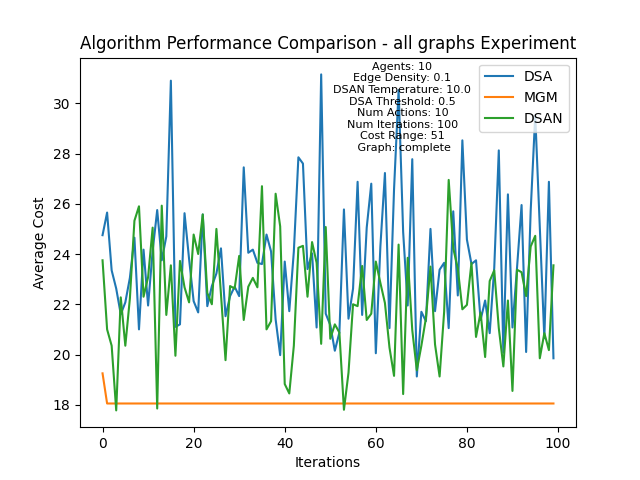 Algorithm Performance Comparison - all graphs Experiment
Agents: 10
Edge Density: 0.1
DSAN Temperature: 10.0
DSA Threshold: 0.5
Num Actions: 10
Num Iterations: 100
Cost Range: 51
Graph: complete
DSA
MGM
DSAN
Average Cost
30
28
26
24
22
20
18
0
20
40
60
80
100
Iterations